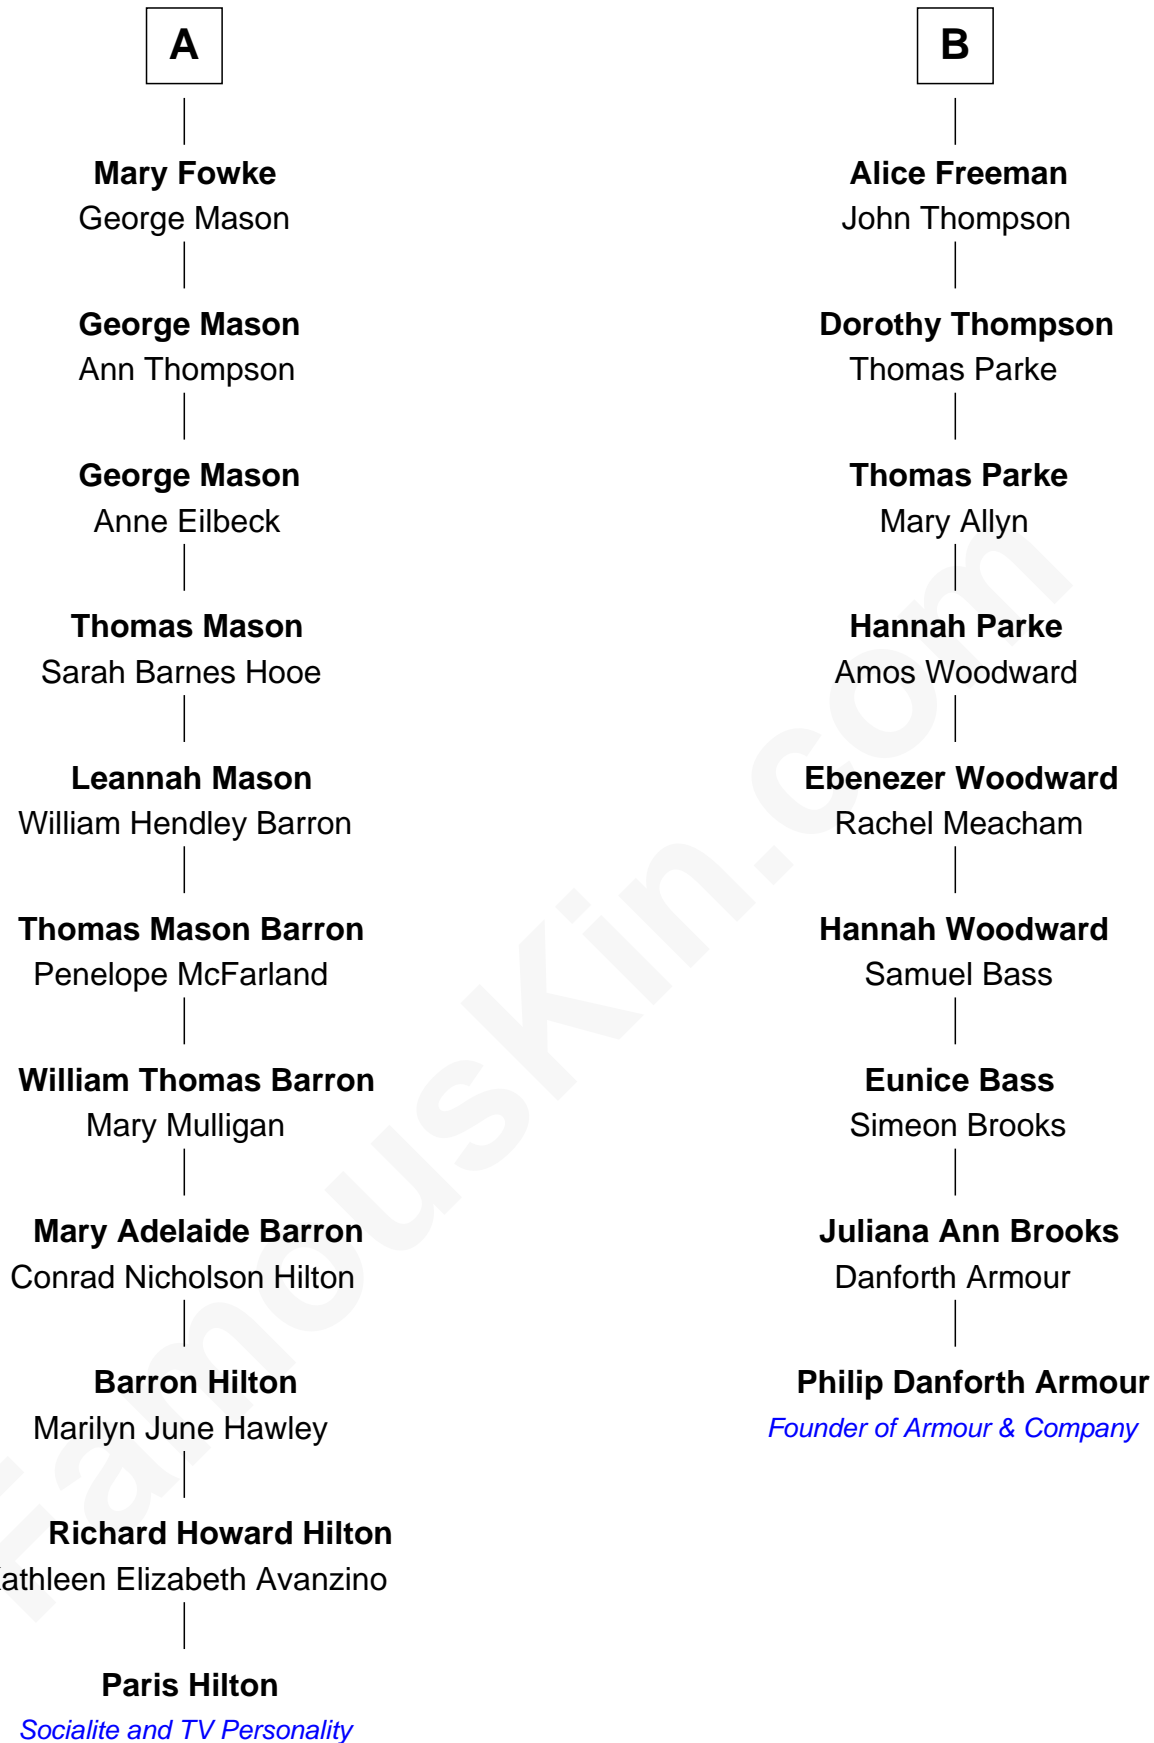 A
Mary Fowke
George Mason
George Mason
Ann Thompson
George Mason
Anne Eilbeck
Thomas Mason
Sarah Barnes Hooe
Leannah Mason
William Hendley Barron
Thomas Mason Barron
Penelope McFarland
William Thomas Barron
Mary Mulligan
Mary Adelaide Barron
Conrad Nicholson Hilton
Barron Hilton
Marilyn June Hawley
Richard Howard Hilton
athleen Elizabeth Avanzino
Paris Hilton
Socialite and TV Personality
B
Alice Freeman
John Thompson
Dorothy Thompson
Thomas Parke
Thomas Parke
Mary Allyn
Hannah Parke
Amos Woodward
Ebenezer Woodward
Rachel Meacham
Hannah Woodward
Samuel Bass
Eunice Bass
Simeon Brooks
Juliana Ann Brooks
Danforth Armour
Philip Danforth Armour
Founder of Armour & Company
FamousKin.com